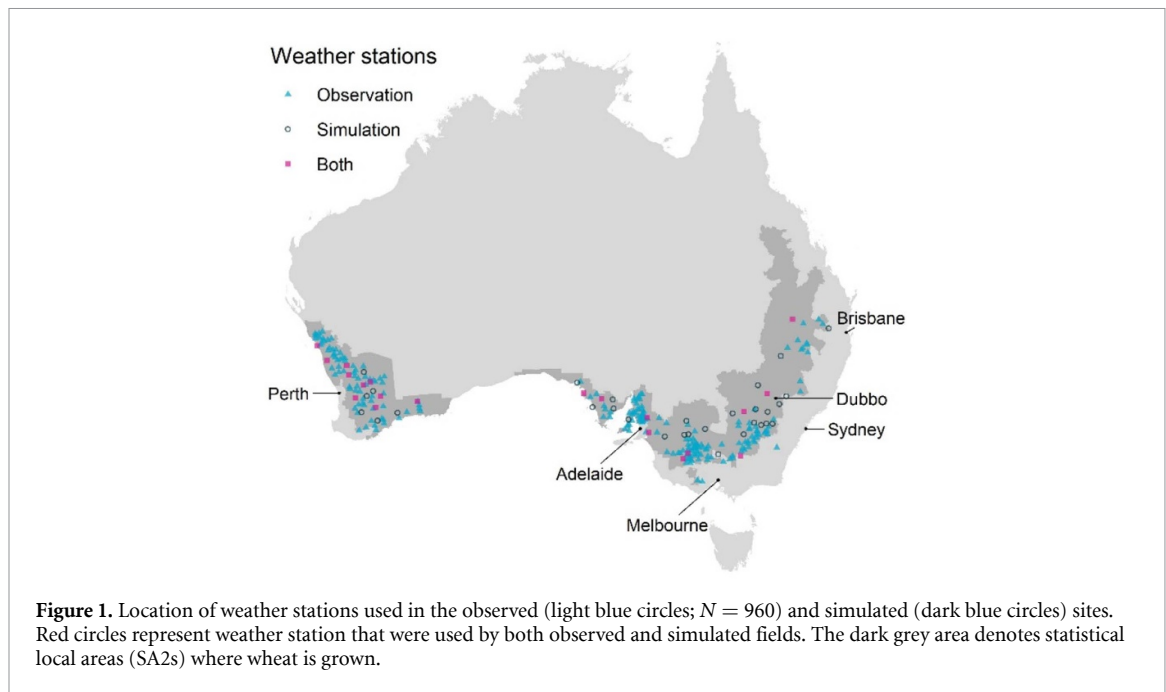 Weather stations
Observation
Simulation
Both
Brisbane
Perth
Dubbo
Sydney
Adelaide
Melbourne
Figure 1. Location of weather stations used in the observed (light blue circles; N = 960) and simulated (dark blue circles) sites.
Red circles represent weather station that were used by both observed and simulated fields. The dark grey area denotes statistical
local areas (SA2s) where wheat is grown.